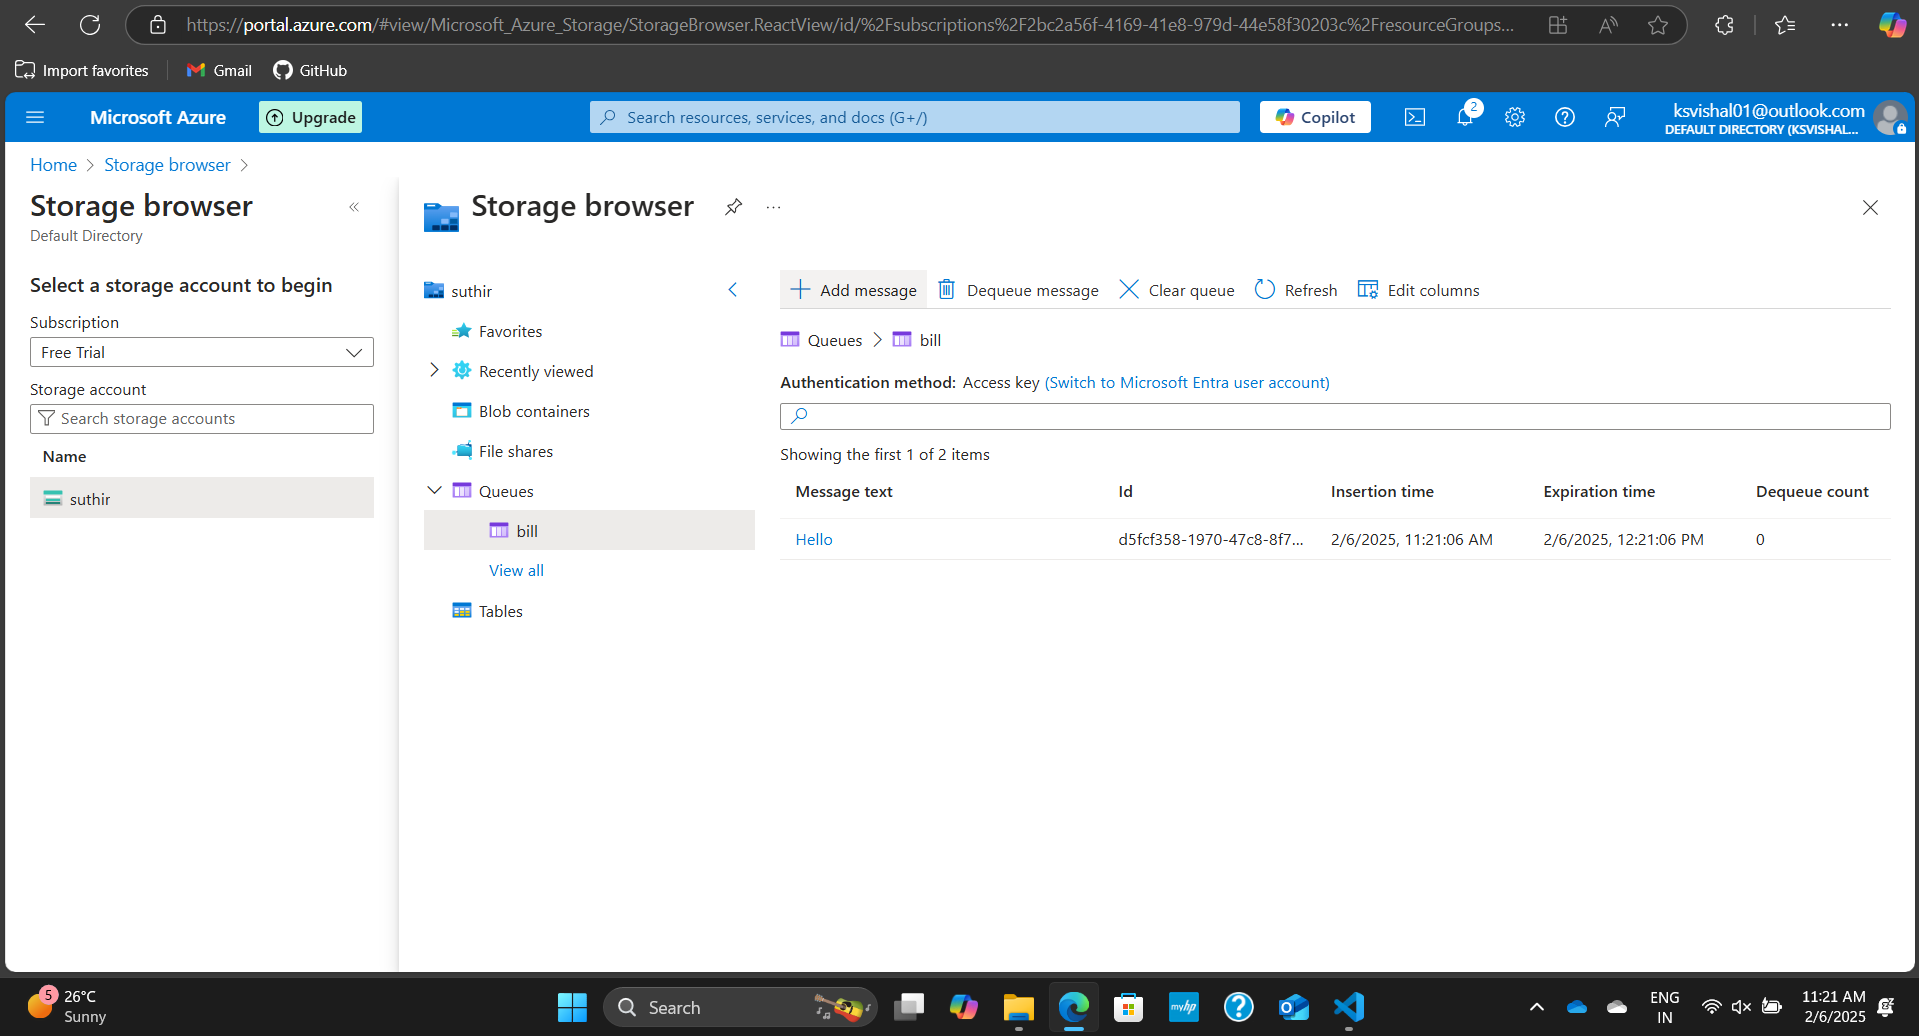 https://portal.azure.com/#view/Microsoft_Azure_Storage/StorageBrowser.ReactView/id/%2Fsubscriptions%2F2bc2a56f-4169-41e8-979d-44e58f30203c%2FresourceGroups...
Import favorites
Gmail
GitHub
Microsoft Azure
Upgrade
Search resources, services, and docs (G+/)
Copilot
2
ksvishal01@outlook.com
DEFAULT DIRECTORY (KSVISHAL...
Home > Storage browser >
Storage browser
Default Directory
Select a storage account to begin
Subscription
Free Trial
Storage account
Search storage accounts
Name
suthir
Storage browser
suthir
Favorites
Recently viewed
Blob containers
File shares
Queues
bill
View all
Tables
Add message
Dequeue message
Clear queue
Refresh
Edit columns
Queues > bill
Authentication method: Access key (Switch to Microsoft Entra user account)
Showing the first 1 of 2 items
Message text Id Insertion time Expiration time Dequeue count
Hello d5fcf358-1970-47c8-8f7... 2/6/2025, 11:21:06 AM 2/6/2025, 12:21:06 PM 0
5
26°C
Sunny
Search
myhp
ENG
IN
11:21 AM
2/6/2025